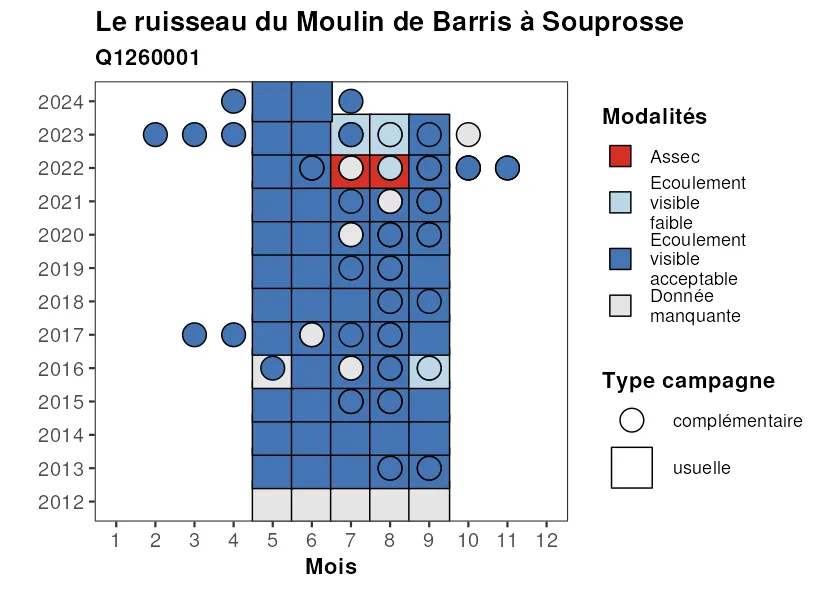 Le ruisseau du Moulin de Barris à Souprosse
Q1260001
2024
2023
2022
2021
2020
2019
2018
2017
2016
2015
2014
2013
2012
1 2 3 4 5 6 7 8 9 10 11 12
Mois
Modalités
Assec
Ecoulement
visible
faible
Ecoulement
visible
acceptable
Donnée
manquante
Type campagne
complémentaire
usuelle